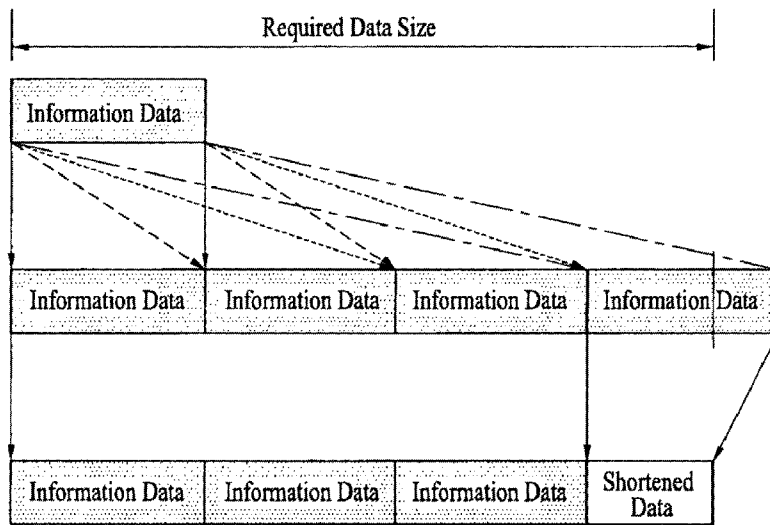 Required Data Size
Information Data
Information Data Information Data Information Data Information Data
Information Data Information Data Information Data Shortened Data